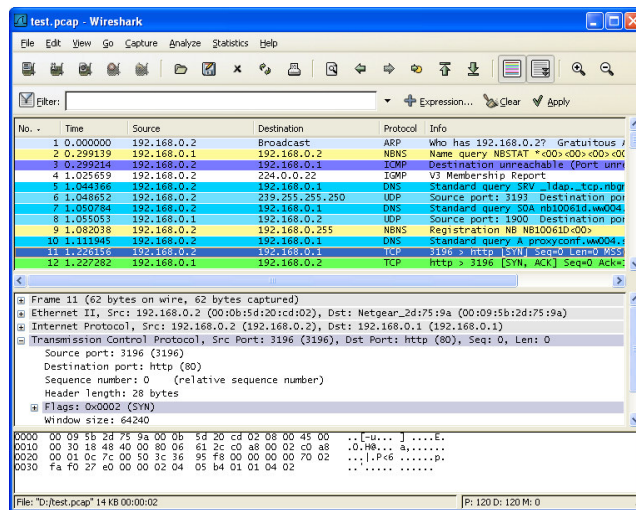 test.pcap - Wireshark
File Edit View Go Capture Analyze Statistics Help
Filter: Expression... Clear Apply
No. - Time Source Destination Protocol Info
1 0.000000 192.168.0.2 Broadcast ARP Who has 192.168.0.2? Gratuitous A
2 0.299139 192.168.0.1 192.168.0.2 NBNS Name query NBSTAT *<00><00><00><00
3 0.299214 192.168.0.2 192.168.0.1 ICMP Destination unreachable (Port unre
4 1.025659 192.168.0.2 224.0.0.22 IGMP V3 Membership Report
5 1.044366 192.168.0.2 192.168.0.1 DNS Standard query SRV _ldap._tcp.nbgm
6 1.048652 192.168.0.2 239.255.255.250 UDP Source port: 3193 Destination por
7 1.050784 192.168.0.2 192.168.0.1 DNS Standard query SOA nb10061d.ww004.
8 1.055053 192.168.0.1 192.168.0.2 UDP Source port: 1900 Destination por
9 1.082038 192.168.0.2 192.168.0.255 NBNS Registration NB NB10061D<00>
10 1.111945 192.168.0.2 192.168.0.1 DNS Standard query A proxyconf.ww004.s
11 1.226156 192.168.0.2 192.168.0.1 TCP 3196 > http [SYN] Seq=0 Len=0 MSS
12 1.227282 192.168.0.1 192.168.0.2 TCP http > 3196 [SYN, ACK] Seq=0 Ack=
Frame 11 (62 bytes on wire, 62 bytes captured)
Ethernet II, Src: 192.168.0.2 (00:0b:5d:20:cd:02), Dst: Netgear_2d:75:9a (00:09:5b:2d:75:9a)
Internet Protocol, Src: 192.168.0.2 (192.168.0.2), Dst: 192.168.0.1 (192.168.0.1)
Transmission Control Protocol, Src Port: 3196 (3196), Dst Port: http (80), Seq: 0, Len: 0
Source port: 3196 (3196)
Destination port: http (80)
Sequence number: 0 (relative sequence number)
Header length: 28 bytes
Flags: 0x0002 (SYN)
Window size: 64240
0000 00 09 5b 2d 75 9a 00 0b 5d 20 cd 02 08 00 45 00 ..[-u... ] ....E.
0010 00 30 18 48 40 00 80 06 61 2c c0 a8 00 02 c0 a8 .0.H@... a,......
0020 00 01 0c 7c 00 50 3c 36 95 f8 00 00 00 00 70 02 ...|.P<6 ......p.
0030 fa f0 27 e0 00 00 02 04 05 b4 01 01 04 02 ..'..... ......
File: "D:/test.pcap" 14 KB 00:00:02 P: 120 D: 120 M: 0